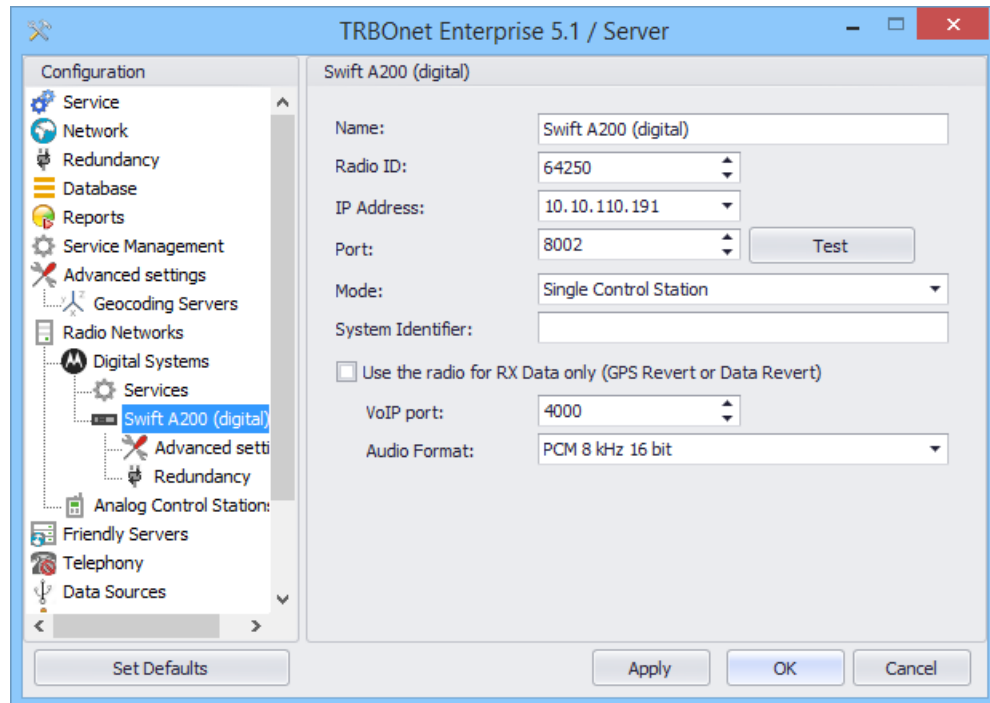 TRBOnet Enterprise 5.1 / Server
Configuration
Service
Network
Redundancy
Database
Reports
Service Management
Advanced settings
Geocoding Servers
Radio Networks
Digital Systems
Services
Swift A200 (digital)
Advanced setti
Redundancy
Analog Control Stations
Friendly Servers
Telephony
Data Sources
Set Defaults
Swift A200 (digital)
Name: Swift A200 (digital)
Radio ID: 64250
IP Address: 10.10.110.191
Port: 8002 Test
Mode: Single Control Station
System Identifier:
Use the radio for RX Data only (GPS Revert or Data Revert)
VoIP port: 4000
Audio Format: PCM 8 kHz 16 bit
Apply OK Cancel